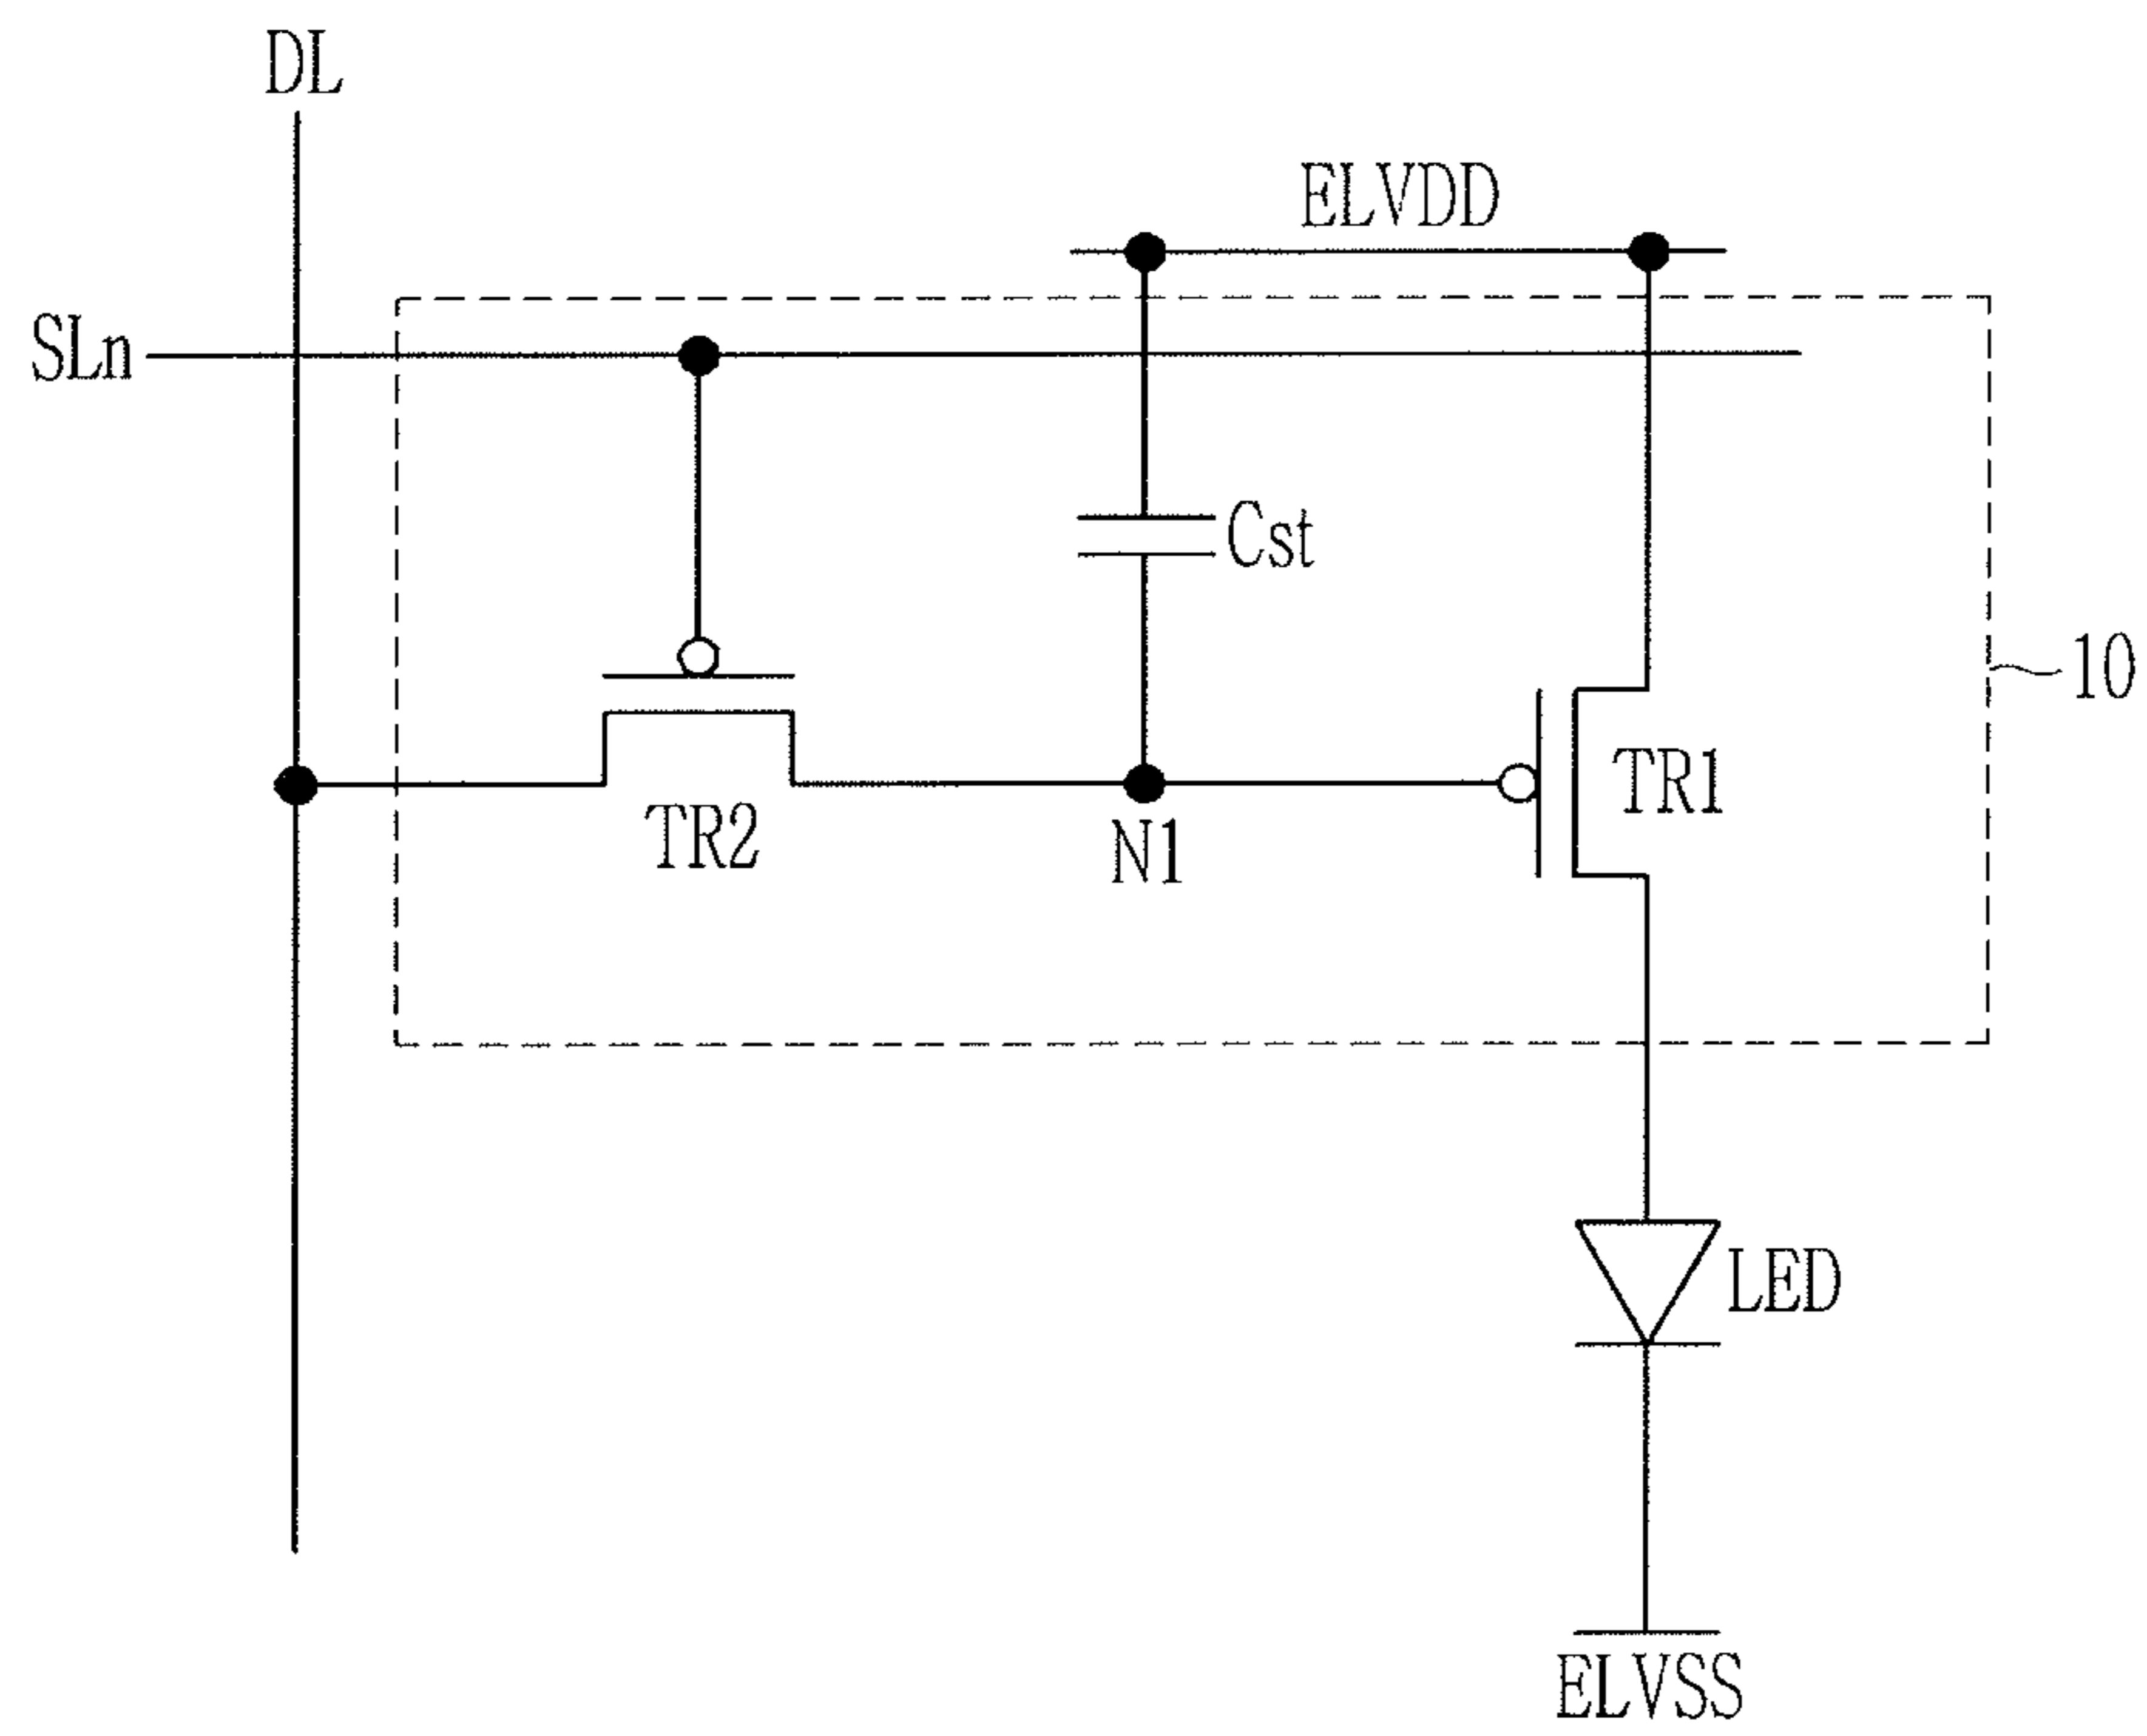 DL
ELVDD
SLn
Cst
10
TR1
TR2
N1
LED
ELVSS